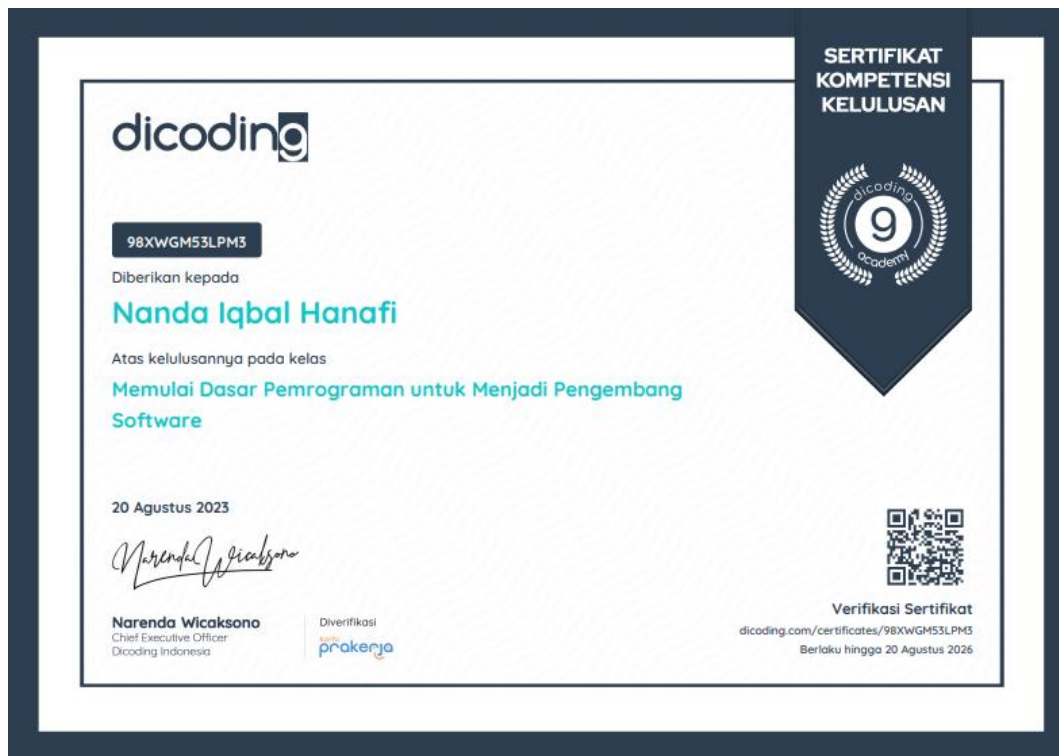 SERTIFIKAT
KOMPETENSI
KELULUSAN
dicoding
dicoding
9
academy
98XWGM53LPM3
Diberikan kepada
Nanda Iqbal Hanafi
Atas kelulusannya pada kelas
Memulai Dasar Pemrograman untuk Menjadi Pengembang
Software
20 Agustus 2023
Narenda Wicaksono
Narenda Wicaksono
Chief Executive Officer
Dicoding Indonesia
Diverifikasi
kartu
prakerja
Verifikasi Sertifikat
dicoding.com/certificates/98XWGM53LPM3
Berlaku hingga 20 Agustus 2026